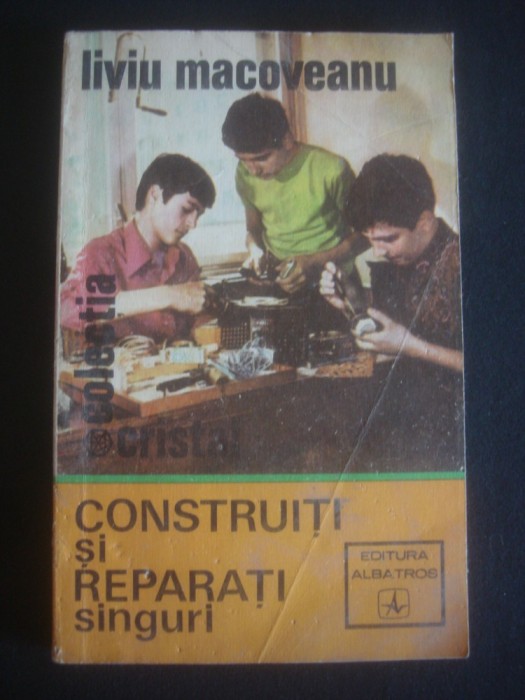 liviu macoveanu
colecția
cristal
CONSTRUIȚI
și
REPARAȚI
singuri
EDITURA
ALBATROS